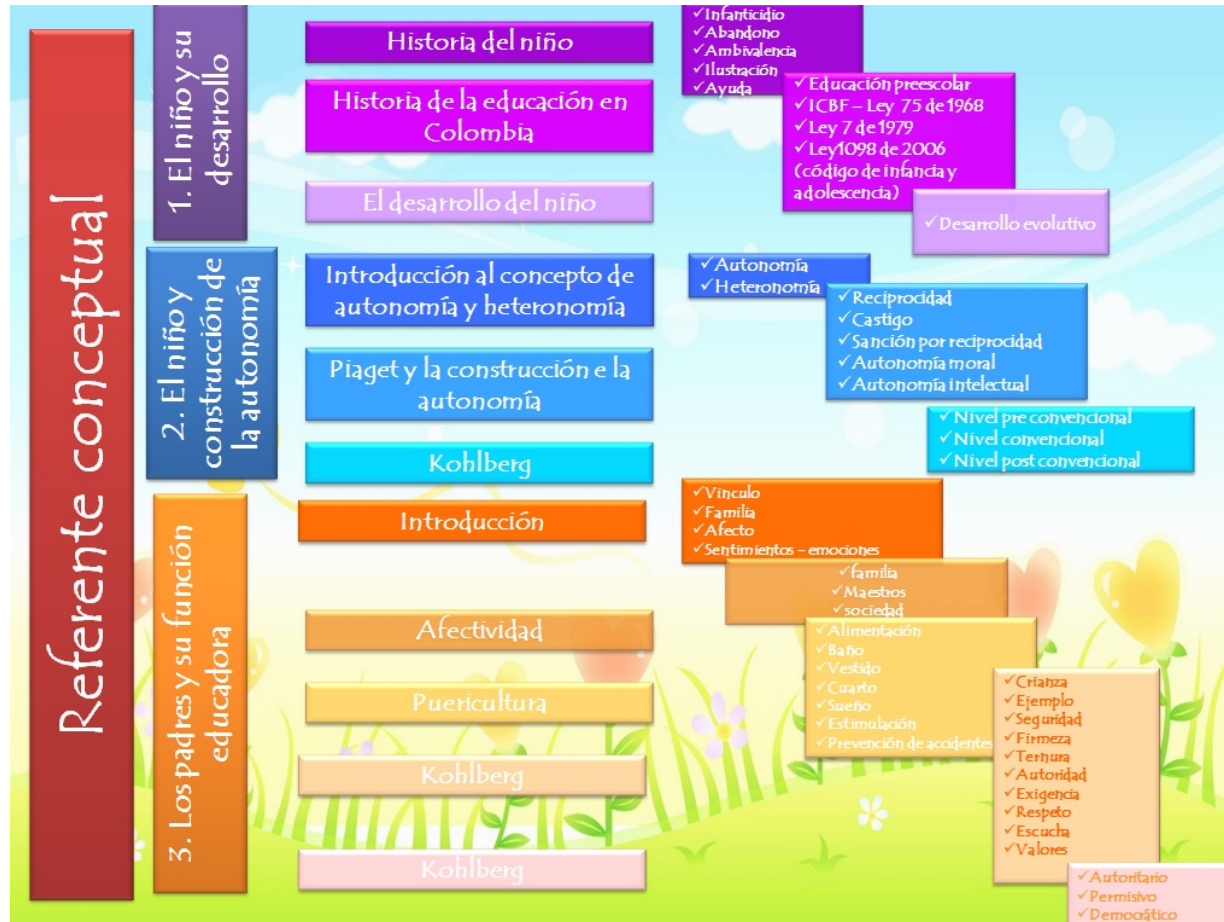 Referente conceptual
1. El niño y su
desarrollo
Historia del niño
✓Infanticidio
✓Abandono
✓Ambivalencia
✓Ilustración
✓Ayuda
Historia de la educación en
Colombia
✓Educación preescolar
✓ICBF – Ley 75 de 1968
✓Ley 7 de 1979
✓Ley1098 de 2006
(código de infancia y
adolescencia)
El desarrollo del niño
✓Desarrollo evolutivo
2. El niño y
construcción de
la autonomía
Introducción al concepto de
autonomía y heteronomía
✓Autonomía
✓Heteronomía
Piaget y la construcción e la
autonomía
✓Reciprocidad
✓Castigo
✓Sanción por reciprocidad
✓Autonomía moral
✓Autonomía intelectual
Kohlberg
✓Nivel pre convencional
✓Nivel convencional
✓Nivel post convencional
3. Los padres y su función
educadora
Introducción
✓Vinculo
✓Familia
✓Afecto
✓Sentimientos – emociones
Afectividad
✓familia
✓Maestros
✓sociedad
Puericultura
✓Alimentación
✓Baño
✓Vestido
✓Cuarto
✓Sueño
✓Estimulación
✓Prevención de accidentes
Kohlberg
✓Crianza
✓Ejemplo
✓Seguridad
✓Firmeza
✓Ternura
✓Autoridad
✓Exigencia
✓Respeto
✓Escucha
✓Valores
Kohlberg
✓Autoritario
✓Permisivo
✓Democrático